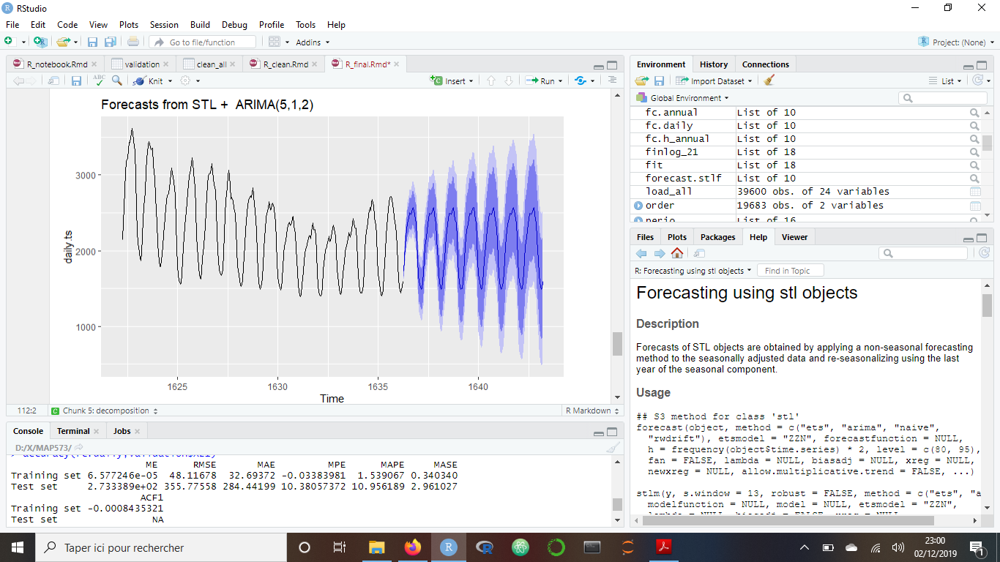 RStudio
File Edit Code View Plots Session Build Debug Profile Tools Help
Go to file/function Addins Project: (None)
R_notebook.Rmd validation clean_all R_clean.Rmd R_final.Rmd*
ABC Knit Insert Run
Forecasts from STL + ARIMA(5,1,2)
daily.ts
3000
2000
1000
1625 1630 1635 1640
Time
112:2 Chunk 5: decomposition R Markdown
Console Terminal Jobs
D:/X/MAP573/
ME RMSE MAE MPE MAPE MASE
Training set 6.577246e-05 48.11678 32.69372 -0.03383981 1.539067 0.340340
Test set 2.733389e+02 355.77558 284.44199 10.38057372 10.956189 2.961027
ACF1
Training set -0.0008435321
Test set NA
Environment History Connections
Import Dataset List
Global Environment
fc.annual List of 10
fc.daily List of 10
fc.h_annual List of 10
finlog_21 List of 18
fit List of 18
forecast.stlf List of 10
load_all 39600 obs. of 24 variables
order 19683 obs. of 2 variables
perio List of 16
Files Plots Packages Help Viewer
R: Forecasting using stl objects Find in Topic
Forecasting using stl objects
Description
Forecasts of STL objects are obtained by applying a non-seasonal forecasting
method to the seasonally adjusted data and re-seasonalizing using the last
year of the seasonal component.
Usage
## S3 method for class 'stl'
forecast(object, method = c("ets", "arima", "naive",
"rwdrift"), etsmodel = "ZZN", forecastfunction = NULL,
h = frequency(object$time.series) * 2, level = c(80, 95),
fan = FALSE, lambda = NULL, biasadj = NULL, xreg = NULL,
newxreg = NULL, allow.multiplicative.trend = FALSE, ...)
stlm(y, s.window = 13, robust = FALSE, method = c("ets", "a
modelfunction = NULL, model = NULL, etsmodel = "ZZN",
Taper ici pour rechercher
23:00
02/12/2019
1